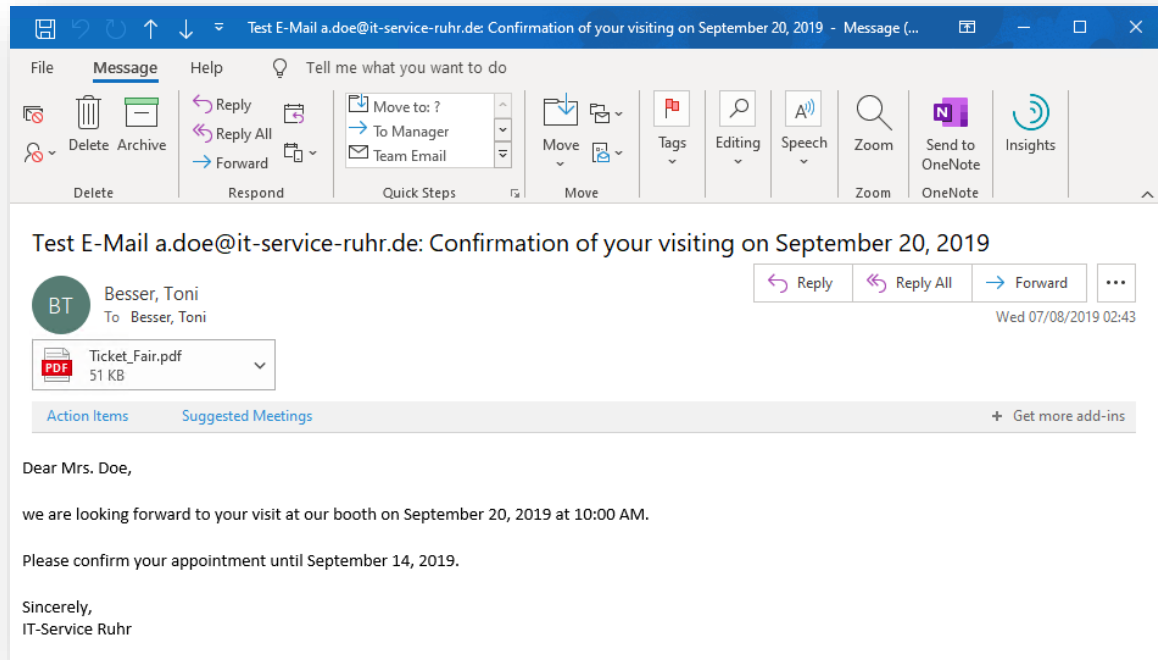 Test E-Mail a.doe@it-service-ruhr.de: Confirmation of your visiting on September 20, 2019 - Message (...
File Message Help Tell me what you want to do
Delete Archive
Delete
Reply
Reply All
Forward
Respond
Move to: ?
To Manager
Team Email
Quick Steps
Move
Move
Tags
Editing
Speech
Zoom
Zoom
Send to
OneNote
OneNote
Insights
Test E-Mail a.doe@it-service-ruhr.de: Confirmation of your visiting on September 20, 2019
BT
Besser, Toni
To Besser, Toni
Reply Reply All Forward ...
Wed 07/08/2019 02:43
PDF
Ticket_Fair.pdf
51 KB
Action Items Suggested Meetings + Get more add-ins
Dear Mrs. Doe,
we are looking forward to your visit at our booth on September 20, 2019 at 10:00 AM.
Please confirm your appointment until September 14, 2019.
Sincerely,
IT-Service Ruhr